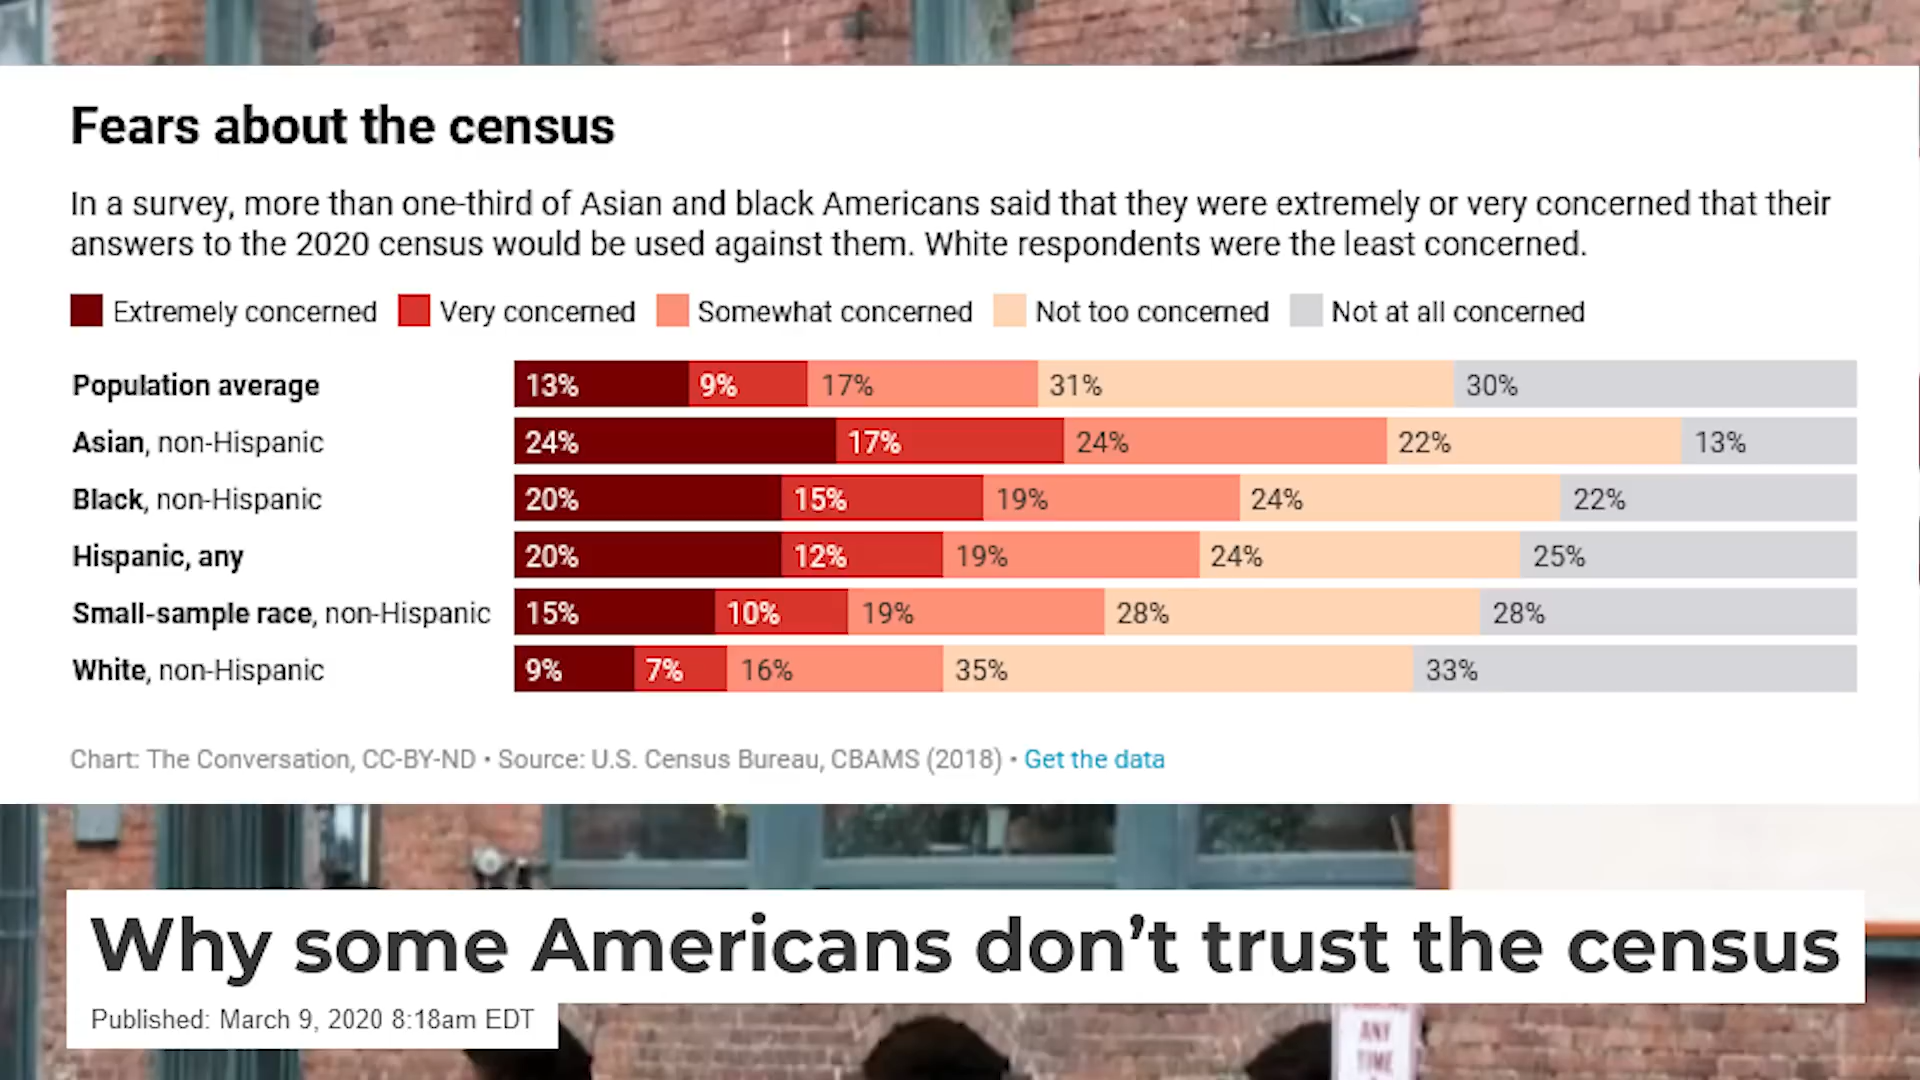 Fears about the census
In a survey, more than one-third of Asian and black Americans said that they were extremely or very concerned that their
answers to the 2020 census would be used against them. White respondents were the least concerned.
Extremely concerned Very concerned Somewhat concerned Not too concerned Not at all concerned
Population average 13% 9% 17% 31% 30%
Asian, non-Hispanic 24% 17% 24% 22% 13%
Black, non-Hispanic 20% 15% 19% 24% 22%
Hispanic, any 20% 12% 19% 24% 25%
Small-sample race, non-Hispanic 15% 10% 19% 28% 28%
White, non-Hispanic 9% 7% 16% 35% 33%
Chart: The Conversation, CC-BY-ND • Source: U.S. Census Bureau, CBAMS (2018) • Get the data
Why some Americans don’t trust the census
Published: March 9, 2020 8:18am EDT
ANY
TIME